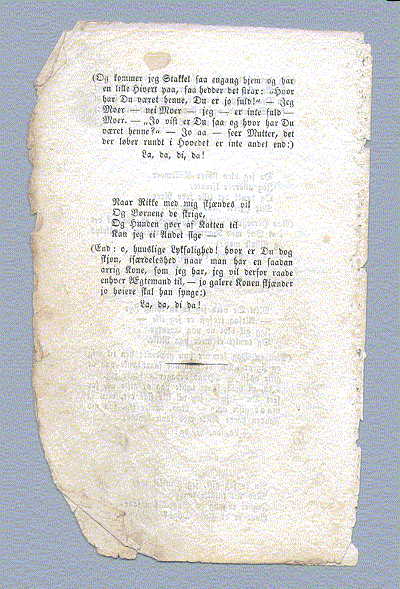 (Og kommer jeg Stakkel saa engang hjem og har
en lille Hivert paa, saa hedder det strax: „Hvor
har Du været henne, Du er jo fuld!“ — Jeg
Moer — nei Moer — jeg — er inte fuld —
Moer. — „Jo vist er Du saa og hvor har Du
været henne?“ — Jo aa — seer Mutter, det
der løber rundt i Hovedet er inte andet end:)
La, da, di, da!
Naar Rikke med mig skjændes vil
Og Børnene de skrige,
Og Hunden gøer af Katten til
Kan jeg ei Andet sige
(End: o, huuslige Lyksalighed! hvor er Du dog
skjøn, isærdeleshed naar man har en saadan
arrig Kone, som jeg har, jeg vil derfor raade
enhver Ægtemand til, — jo galere Konen skjænder
jo høiere skal han synge:)
La, da, di da!